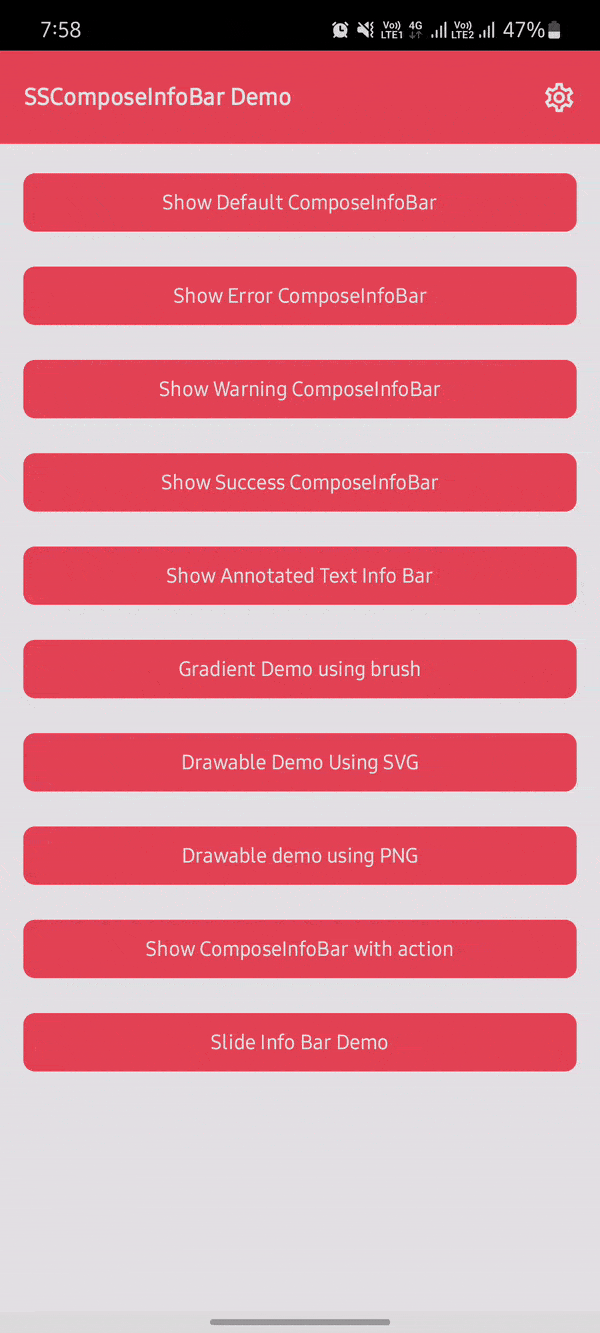 7:58 Vo)) LTE1 4G Vo)) LTE2 47%
SSComposeInfoBar Demo
Show Default ComposeInfoBar
Show Error ComposeInfoBar
Show Warning ComposeInfoBar
Show Success ComposeInfoBar
Show Annotated Text Info Bar
Gradient Demo using brush
Drawable Demo Using SVG
Drawable demo using PNG
Show ComposeInfoBar with action
Slide Info Bar Demo